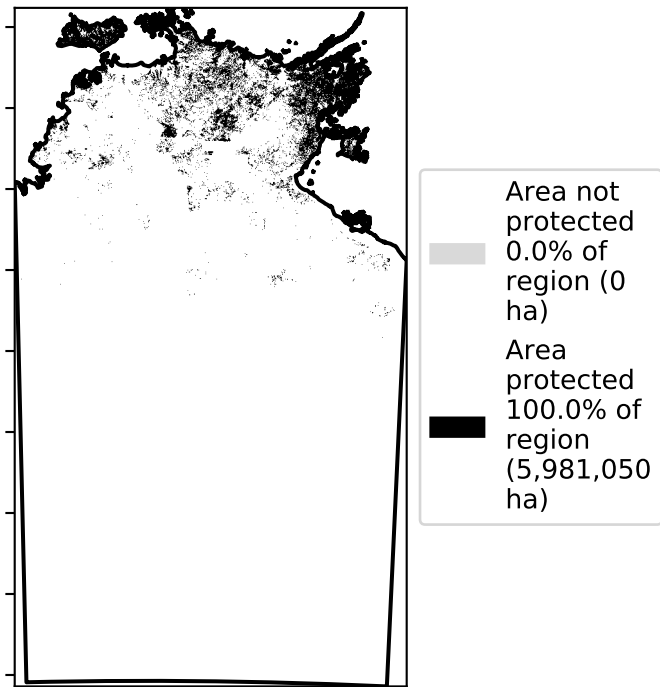 Area not
protected
0.0% of
region (0
ha)
Area
protected
100.0% of
region
(5,981,050
ha)